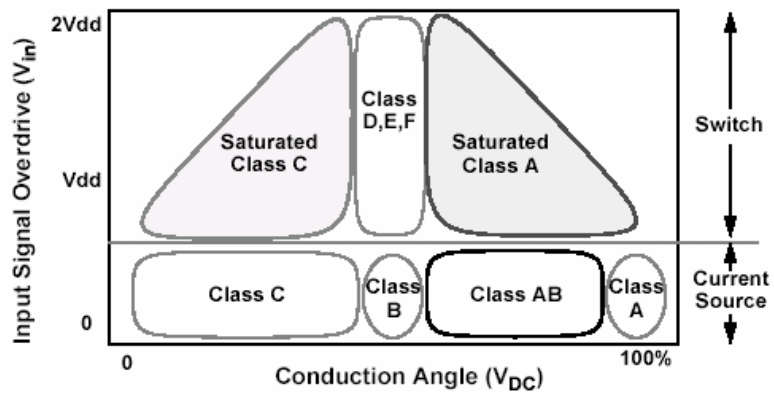 2Vdd
Input Signal Overdrive (Vin)
Vdd
0
Saturated
Class C
Class
D,E,F
Saturated
Class A
Switch
Class C
Class
B
Class AB
Class
A
Current
Source
0
100%
Conduction Angle (VDC)